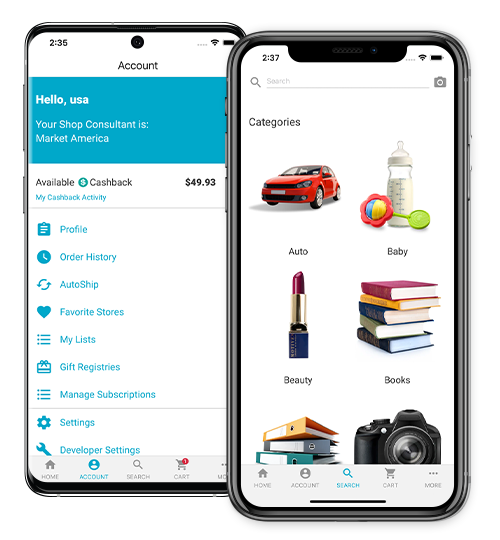 2:35
Account
Hello, usa
Your Shop Consultant is:
Market America
Available $ Cashback $49.93
My Cashback Activity
Profile
Order History
AutoShip
Favorite Stores
My Lists
Gift Registries
Manage Subscriptions
Settings
Developer Settings
HOME ACCOUNT SEARCH CART 1 MO
2:37
Search
Categories
Auto Baby
Beauty Books
HOME ACCOUNT SEARCH CART MORE